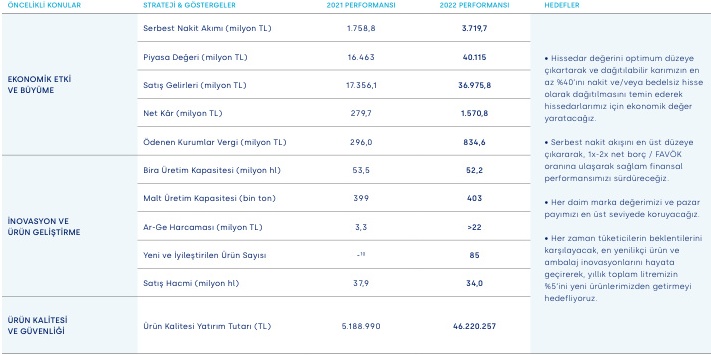 ÖNCELİKLİ KONULAR STRATEJİ & GÖSTERGELER 2021 PERFORMANSI 2022 PERFORMANSI HEDEFLER
EKONOMİK ETKİ
VE BÜYÜME
Serbest Nakit Akımı (milyon TL) 1.758,8 3.719,7
Piyasa Değeri (milyon TL) 16.463 40.115
Satış Gelirleri (milyon TL) 17.356,1 36.975,8
Net Kâr (milyon TL) 279,7 1.570,8
Ödenen Kurumlar Vergi (milyon TL) 296,0 834,6
İNOVASYON VE
ÜRÜN GELİŞTİRME
Bira Üretim Kapasitesi (milyon hl) 53,5 52,2
Malt Üretim Kapasitesi (bin ton) 399 403
Ar-Ge Harcaması (milyon TL) 3,3 >22
Yeni ve İyileştirilen Ürün Sayısı 85
Satış Hacmi (milyon hl) 37,9 34,0
ÜRÜN KALİTESİ
VE GÜVENLİĞİ
Ürün Kalitesi Yatırım Tutarı (TL) 5.188.990 46.220.257
• Hissedar değerini optimum düzeye
çıkartarak ve dağıtılabilir karımızın en
az %40'ını nakit ve/veya bedelsiz hisse
olarak dağıtılmasını temin ederek
hissedarlarımız için ekonomik değer
yaratacağız.
• Serbest nakit akışını en üst düzeye
çıkararak, 1x-2x net borç / FAVÖK
oranına ulaşarak sağlam finansal
performansımızı sürdüreceğiz.
• Her daim marka değerimizi ve pazar
payımızı en üst seviyede koruyacağız.
• Her zaman tüketicilerin beklentilerini
karşılayacak, en yenilikçi ürün ve
ambalaj inovasyonlarını hayata
geçirerek, yıllık toplam litremizin
%5'ini yeni ürünlerimizden getirmeyi
hedefliyoruz.